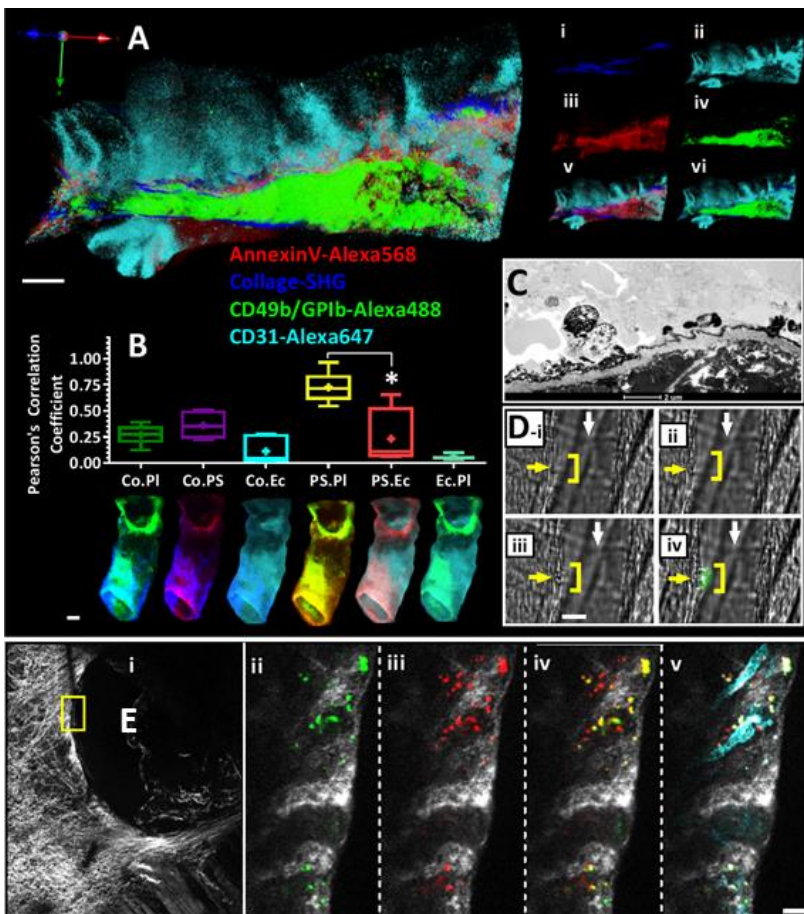 A
i
ii
iii
iv
v
vi
AnnexinV-Alexa568
Collage-SHG
CD49b/GPIb-Alexa488
CD31-Alexa647
B
Pearson's Correlation
Coefficient
1.00
0.75
0.50
0.25
0.00
*
Co.Pl
Co.PS
Co.Ec
PS.Pl
PS.Ec
Ec.Pl
C
2 um
D-i
ii
iii
iv
i
E
ii
iii
iv
v